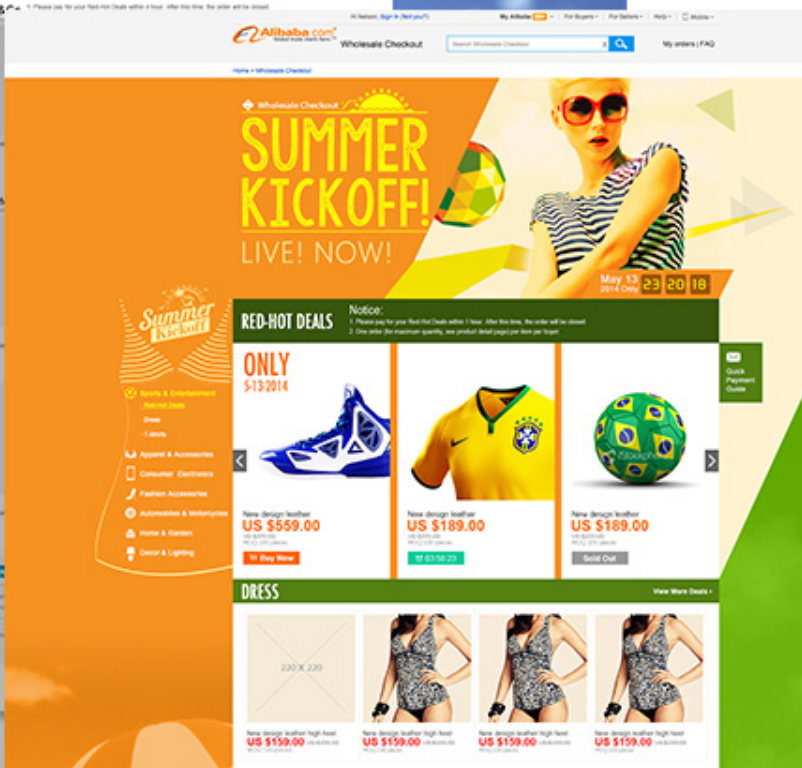 1. Please pay for your Red-Hot Deals within 1 hour. After this time, the order will be closed.
Hi Nelson, Sign In (Not you?)
My Alibaba
For Buyers
For Sellers
Help
Mobile
Alibaba.com
Global trade starts here.™
Wholesale Checkout
Search Wholesale Checkout
My orders | FAQ
Home > Wholesale Checkout
Wholesale Checkout
SUMMER
KICKOFF!
LIVE! NOW!
May 13
2014 Only
23 20 18
Summer
Kickoff
Sports & Entertainment
Red-Hot Deals
Dress
T-shirts
Apparel & Accessories
Consumer Electronics
Fashion Accessories
Automobiles & Motorcycles
Home & Garden
Decor & Lighting
RED-HOT DEALS
Notice:
1. Please pay for your Red-Hot Deals within 1 hour. After this time, the order will be closed.
2. One order (for maximum quantity, see product detail page) per item per buyer.
Quick
Payment
Guide
ONLY
5-13-2014
New design leather
US $559.00
Buy Now
New design leather
US $189.00
03:58:23
iStockph
New design leather
US $189.00
Sold Out
DRESS
View More Deals
220 X 220
New design leather high heel
US $159.00
New design leather high heel
US $159.00
New design leather high heel
US $159.00
New design leather high heel
US $159.00